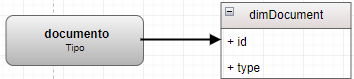 documento
Tipo
dimDocument
+ id
+ type